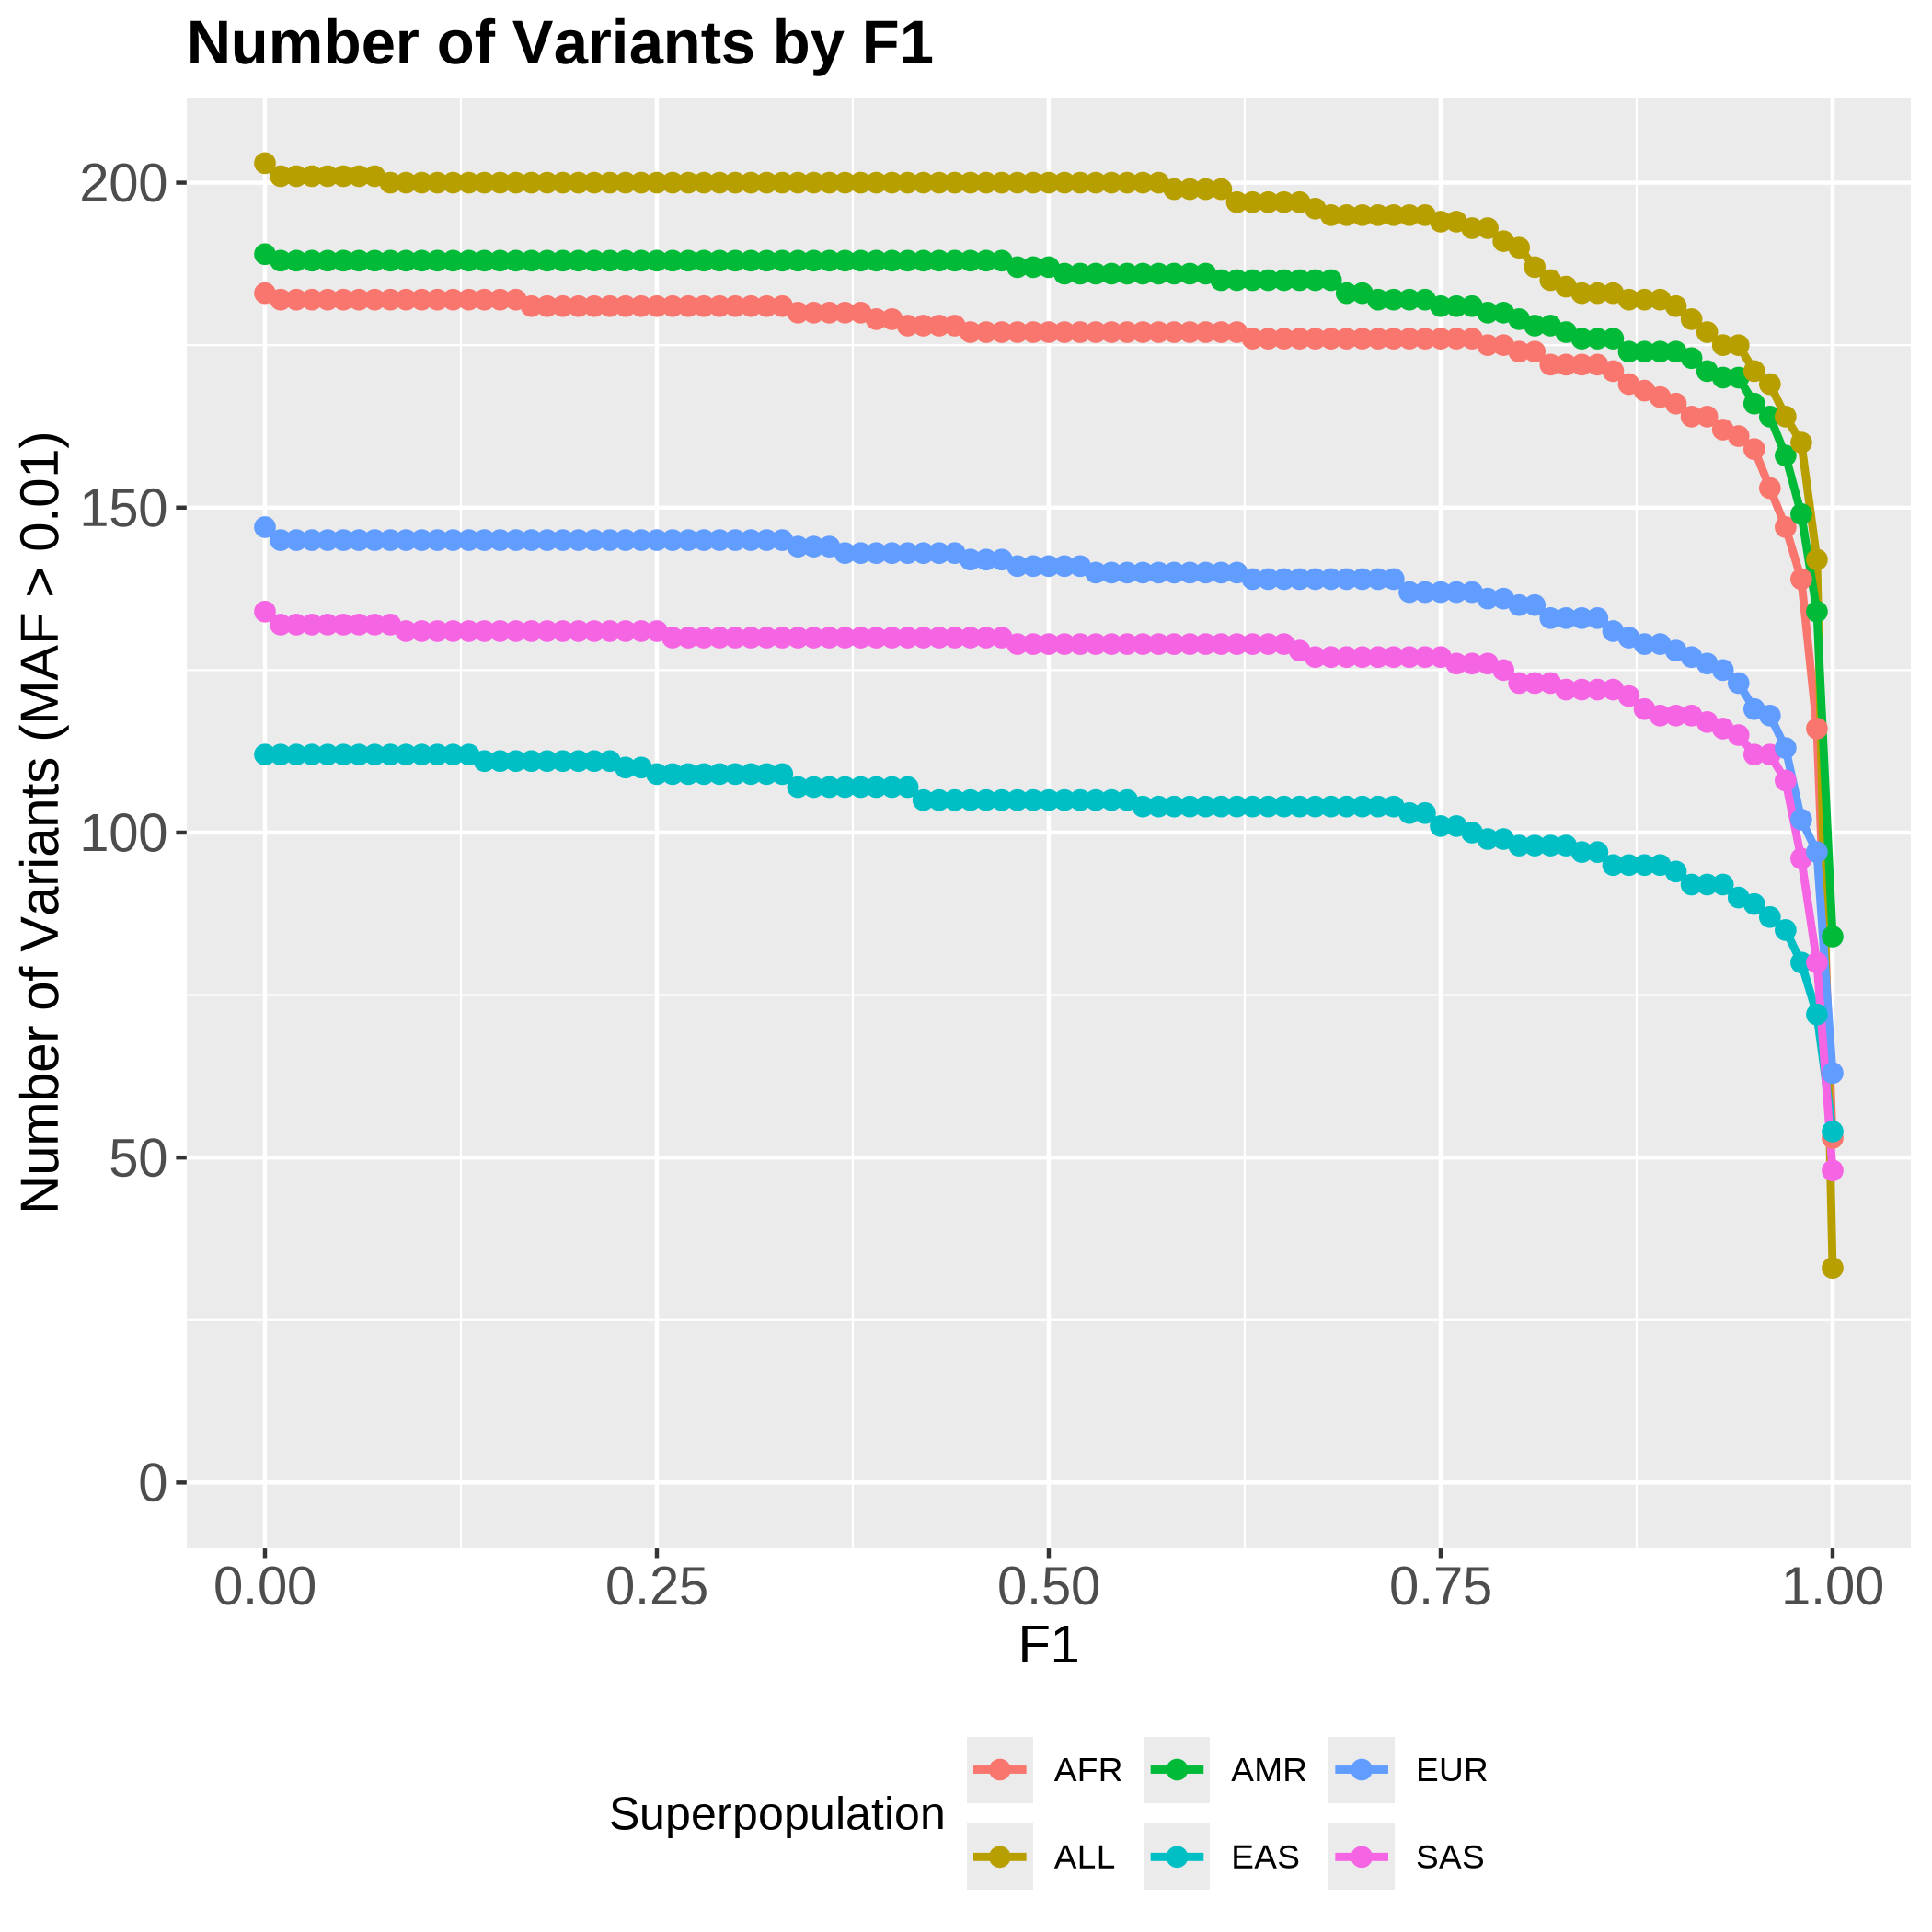 Number of Variants by F1
Number of Variants (MAF > 0.01)
200
150
100
50
0
0.00 0.25 0.50 0.75 1.00
F1
Superpopulation
AFR AMR EUR
ALL EAS SAS